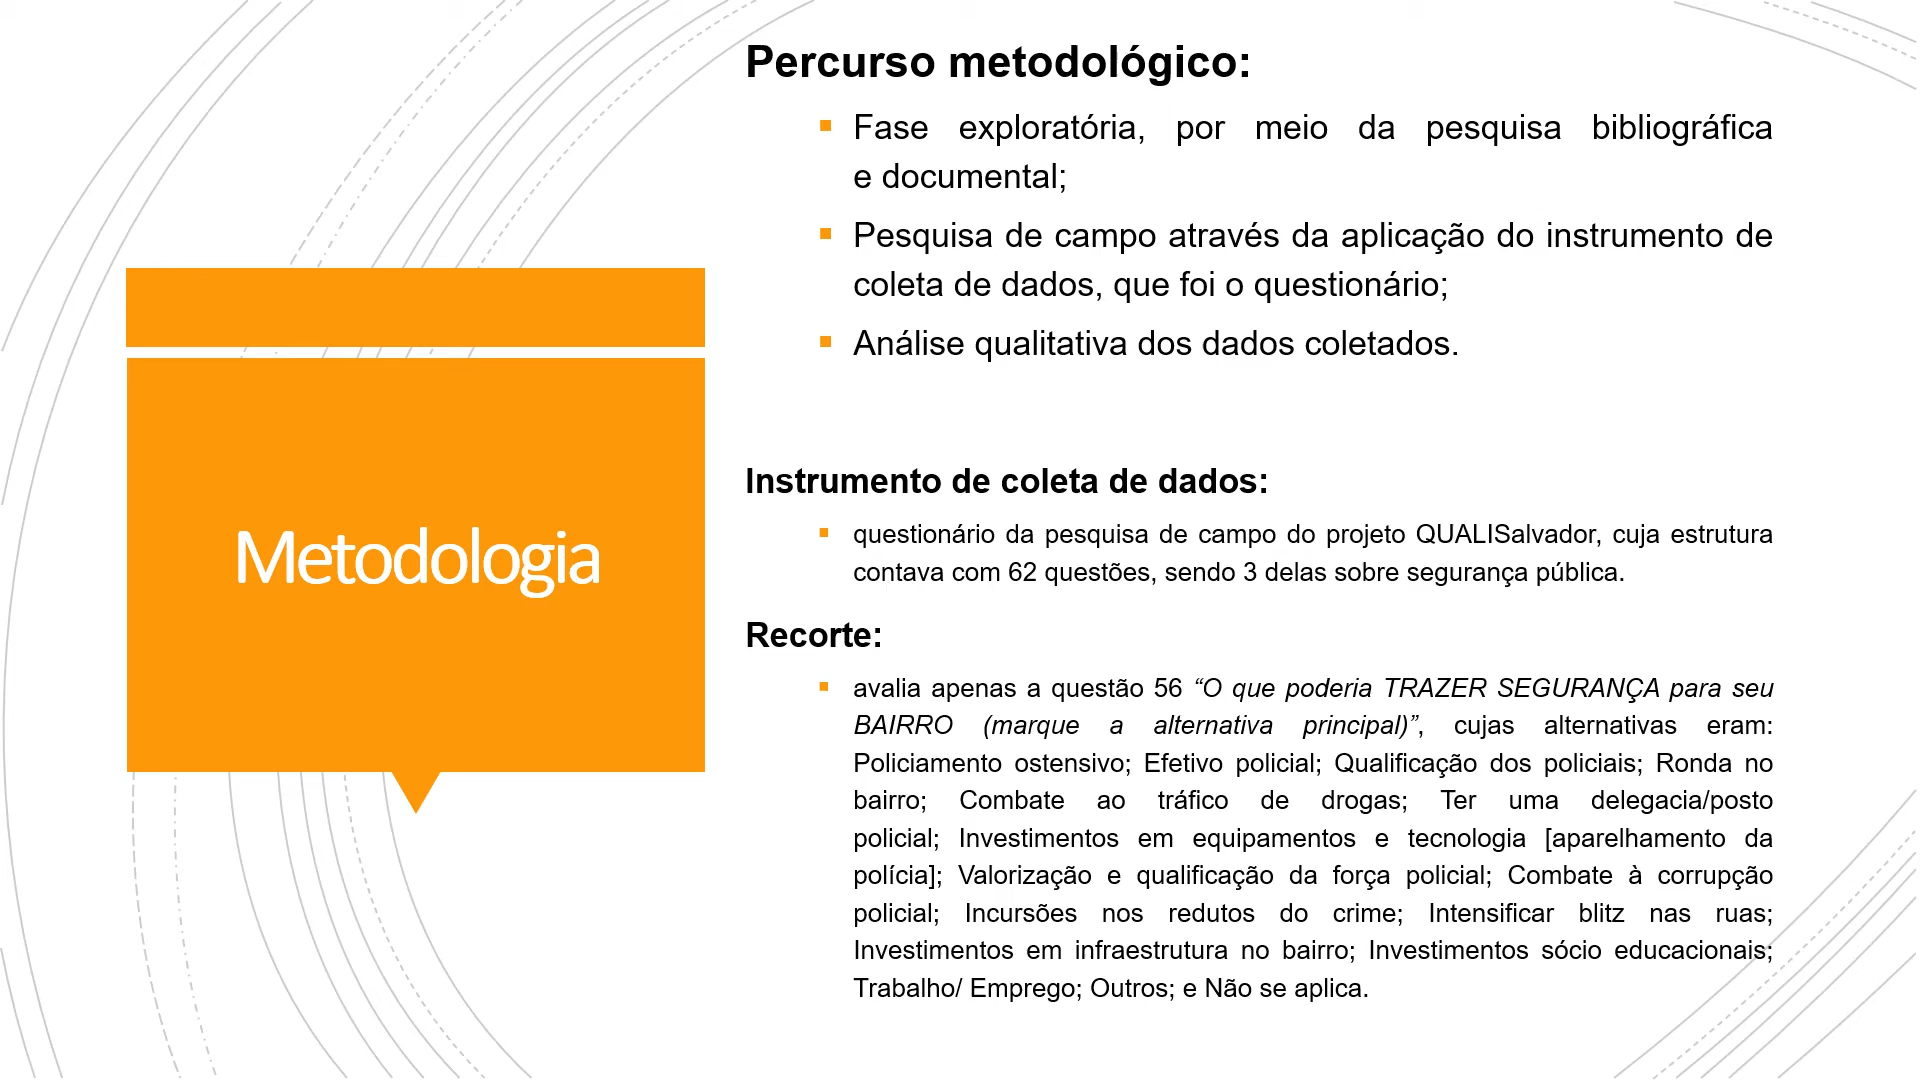 Metodologia
Percurso metodológico:
Fase exploratória, por meio da pesquisa bibliográfica
e documental;
Pesquisa de campo através da aplicação do instrumento de
coleta de dados, que foi o questionário;
Análise qualitativa dos dados coletados.
Instrumento de coleta de dados:
questionário da pesquisa de campo do projeto QUALISalvador, cuja estrutura
contava com 62 questões, sendo 3 delas sobre segurança pública.
Recorte:
avalia apenas a questão 56 “O que poderia TRAZER SEGURANÇA para seu
BAIRRO (marque a alternativa principal)”, cujas alternativas eram:
Policiamento ostensivo; Efetivo policial; Qualificação dos policiais; Ronda no
bairro; Combate ao tráfico de drogas; Ter uma delegacia/posto
policial; Investimentos em equipamentos e tecnologia [aparelhamento da
polícia]; Valorização e qualificação da força policial; Combate à corrupção
policial; Incursões nos redutos do crime; Intensificar blitz nas ruas;
Investimentos em infraestrutura no bairro; Investimentos sócio educacionais;
Trabalho/ Emprego; Outros; e Não se aplica.